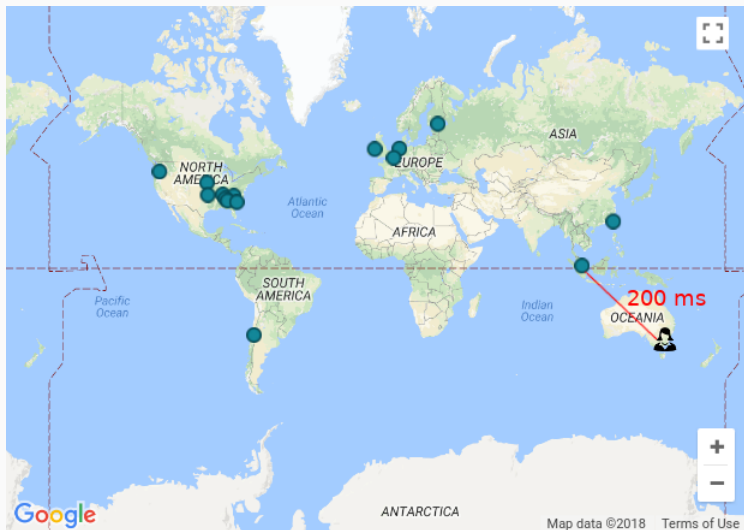 ASIA
NORTH
AMERICA
EUROPE
Atlantic
Ocean
AFRICA
SOUTH
AMERICA
Pacific
Ocean
Indian
Ocean
200 ms
OCEANIA
+
−
ANTARCTICA
Google
Map data ©2018 Terms of Use